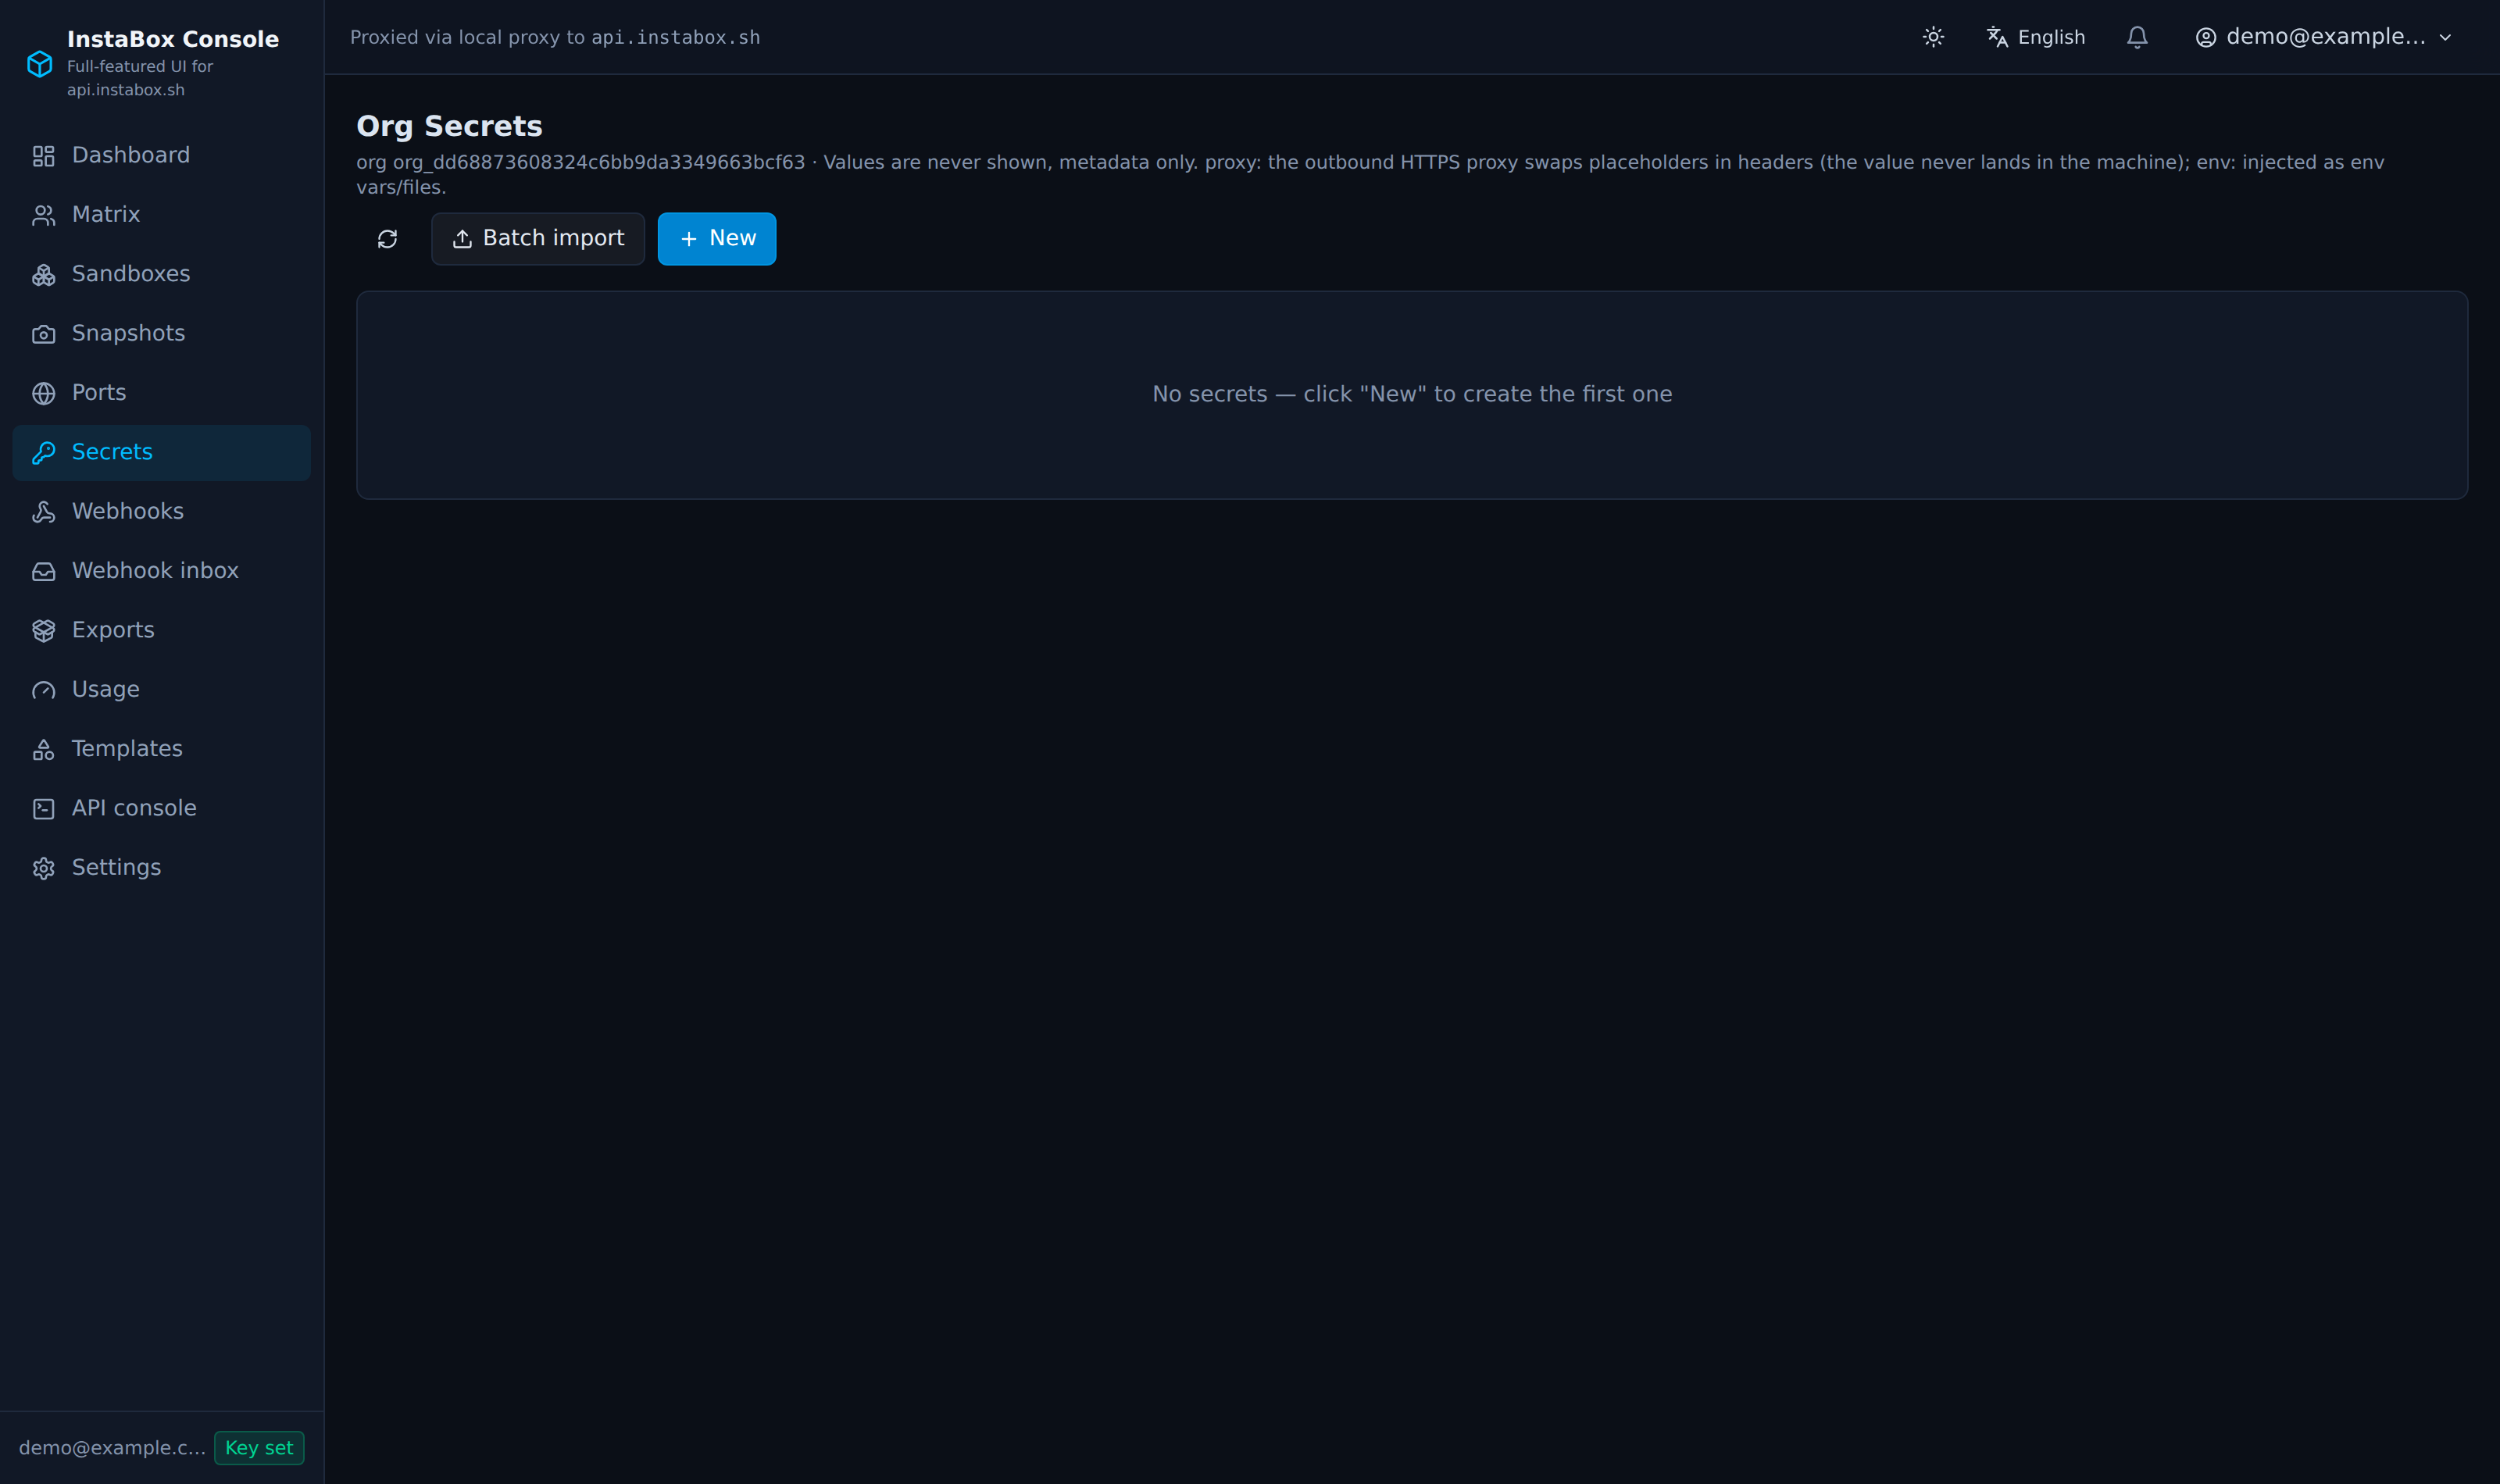 InstaBox Console
Full-featured UI for
api.instabox.sh
Dashboard
Matrix
Sandboxes
Snapshots
Ports
Secrets
Webhooks
Webhook inbox
Exports
Usage
Templates
API console
Settings
demo@example.c...
Key set
Proxied via local proxy to api.instabox.sh
English
demo@example...
Org Secrets
org org_dd68873608324c6bb9da3349663bcf63 · Values are never shown, metadata only. proxy: the outbound HTTPS proxy swaps placeholders in headers (the value never lands in the machine); env: injected as env
vars/files.
Batch import
New
No secrets — click "New" to create the first one